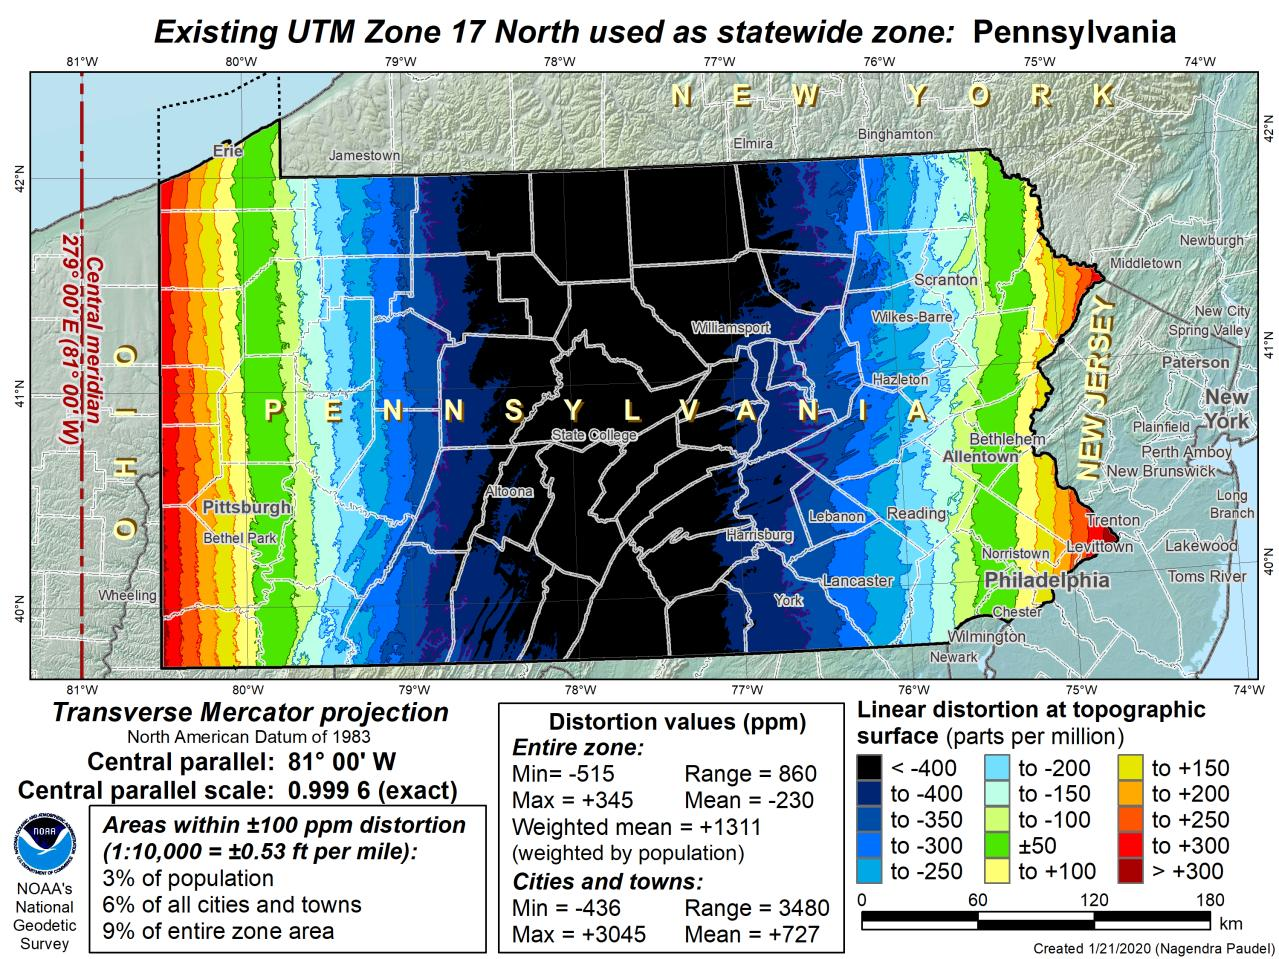 Existing UTM Zone 17 North used as statewide zone: Pennsylvania
81°W 80°W 79°W 78°W 77°W 76°W 75°W 74°W
NEW YORK
42°N
42°N
Erie
Jamestown
Elmira
Binghamton
Newburgh
Middletown
Scranton
Wilkes-Barre
Williamsport
New City
Spring Valley
279° 00' E (81° 00' W)
Central meridian
OHIO
NEW JERSEY
41°N
41°N
Paterson
Hazleton
New York
PENNSYLVANIA
State College
Plainfield
Bethlehem
Allentown
Perth Amboy
New Brunswick
Altoona
Pittsburgh
Bethel Park
Lebanon
Reading
Long Branch
Harrisburg
Trenton
Levittown
Lakewood
Norristown
Philadelphia
Toms River
40°N
40°N
Wheeling
Lancaster
York
Chester
Wilmington
Newark
81°W 80°W 79°W 78°W 77°W 76°W 75°W 74°W
Transverse Mercator projection
North American Datum of 1983
Central parallel: 81° 00' W
Central parallel scale: 0.999 6 (exact)
NOAA
NOAA's
National
Geodetic
Survey
Areas within ±100 ppm distortion
(1:10,000 = ±0.53 ft per mile):
3% of population
6% of all cities and towns
9% of entire zone area
Distortion values (ppm)
Entire zone:
Min= -515 Range = 860
Max = +345 Mean = -230
Weighted mean = +1311
(weighted by population)
Cities and towns:
Min = -436 Range = 3480
Max = +3045 Mean = +727
Linear distortion at topographic
surface (parts per million)
< -400 to -200 to +150
to -400 to -150 to +200
to -350 to -100 to +250
to -300 ±50 to +300
to -250 to +100 > +300
0 60 120 180
km
Created 1/21/2020 (Nagendra Paudel)